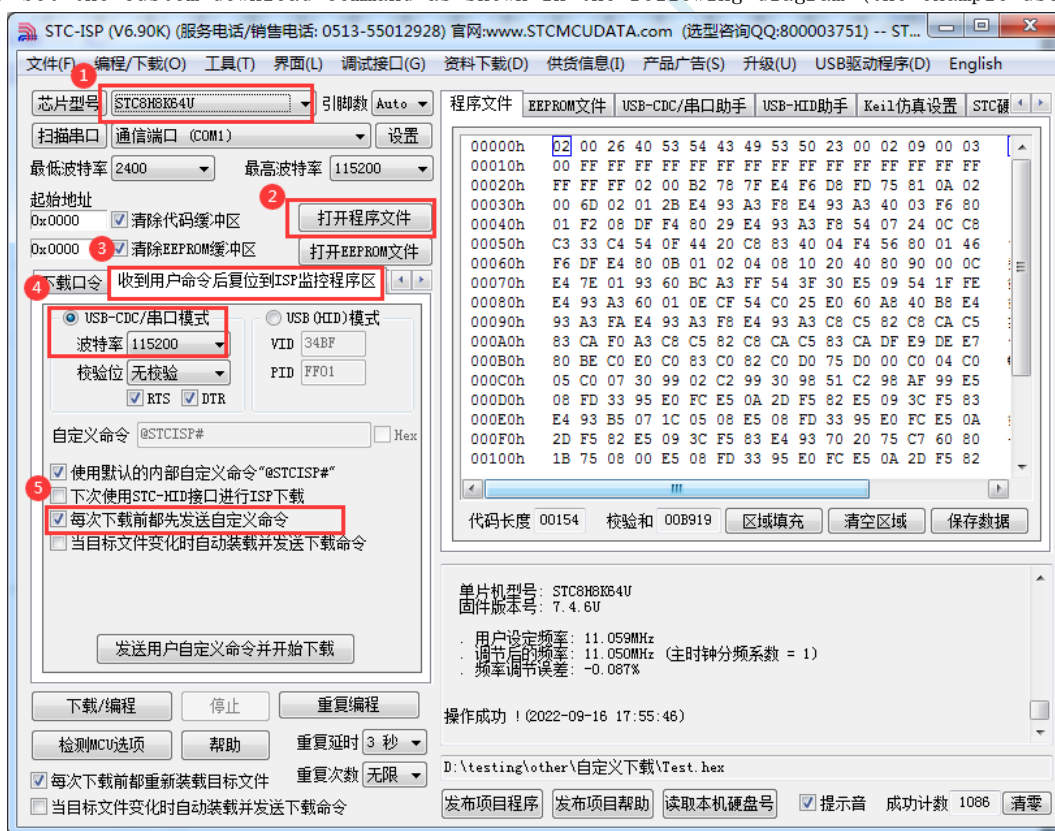 set the custom download command as shown in the following diagram (the example use
STC-ISP (V6.90K) (服务电话/销售电话: 0513-55012928) 官网:www.STCMCUDATA.com (选型咨询QQ:800003751) -- ST...
文件(F) 编程/下载(O) 工具(T) 界面(L) 调试接口(G) 资料下载(D) 供货信息(I) 产品广告(S) 升级(U) USB驱动程序(D) English
1
芯片型号 STC8H8K64U 引脚数 Auto
扫描串口 通信端口 (COM1) 设置
最低波特率 2400 最高波特率 115200
起始地址
2
0x0000 清除代码缓冲区 打开程序文件
0x0000 3 清除EEPROM缓冲区 打开EEPROM文件
4 下载口令 收到用户命令后复位到ISP监控程序区
USB-CDC/串口模式 USB(HID)模式
波特率 115200 VID 34BF
校验位 无校验 PID FF01
RTS DTR
自定义命令 @STCISP# Hex
使用默认的内部自定义命令"@STCISP#"
5
下次使用STC-HID接口进行ISP下载
每次下载前都先发送自定义命令
当目标文件变化时自动装载并发送下载命令
发送用户自定义命令并开始下载
下载/编程 停止 重复编程
检测MCU选项 帮助 重复延时 3 秒
每次下载前都重新装载目标文件 重复次数 无限
当目标文件变化时自动装载并发送下载命令
程序文件 EEPROM文件 USB-CDC/串口助手 USB-HID助手 Keil仿真设置 STC硬
00000h 02 00 26 40 53 54 43 49 53 50 23 00 02 09 00 03
00010h 00 FF FF FF FF FF FF FF FF FF FF FF FF FF FF FF
00020h FF FF FF 02 00 B2 78 7F E4 F6 D8 FD 75 81 0A 02
00030h 00 6D 02 01 2B E4 93 A3 F8 E4 93 A3 40 03 F6 80
00040h 01 F2 08 DF F4 80 29 E4 93 A3 F8 54 07 24 0C C8
00050h C3 33 C4 54 0F 44 20 C8 83 40 04 F4 56 80 01 46
00060h F6 DF E4 80 0B 01 02 04 08 10 20 40 80 90 00 0C
00070h E4 7E 01 93 60 BC A3 FF 54 3F 30 E5 09 54 1F FE
00080h E4 93 A3 60 01 0E CF 54 C0 25 E0 60 A8 40 B8 E4
00090h 93 A3 FA E4 93 A3 F8 E4 93 A3 C8 C5 82 C8 CA C5
000A0h 83 CA F0 A3 C8 C5 82 C8 CA C5 83 CA DF E9 DE E7
000B0h 80 BE C0 E0 C0 83 C0 82 C0 D0 75 D0 00 C0 04 C0
000C0h 05 C0 07 30 99 02 C2 99 30 98 51 C2 98 AF 99 E5
000D0h 08 FD 33 95 E0 FC E5 0A 2D F5 82 E5 09 3C F5 83
000E0h E4 93 B5 07 1C 05 08 E5 08 FD 33 95 E0 FC E5 0A
000F0h 2D F5 82 E5 09 3C F5 83 E4 93 70 20 75 C7 60 80
00100h 1B 75 08 00 E5 08 FD 33 95 E0 FC E5 0A 2D F5 82
代码长度 00154 校验和 00B919 区域填充 清空区域 保存数据
单片机型号: STC8H8K64U
固件版本号: 7.4.6U
. 用户设定频率: 11.059MHz
. 调节后的频率: 11.050MHz (主时钟分频系数 = 1)
. 频率调节误差: -0.087%
操作成功 !(2022-09-16 17:55:46)
D:\testing\other\自定义下载\Test.hex
发布项目程序 发布项目帮助 读取本机硬盘号 提示音 成功计数 1086 清零